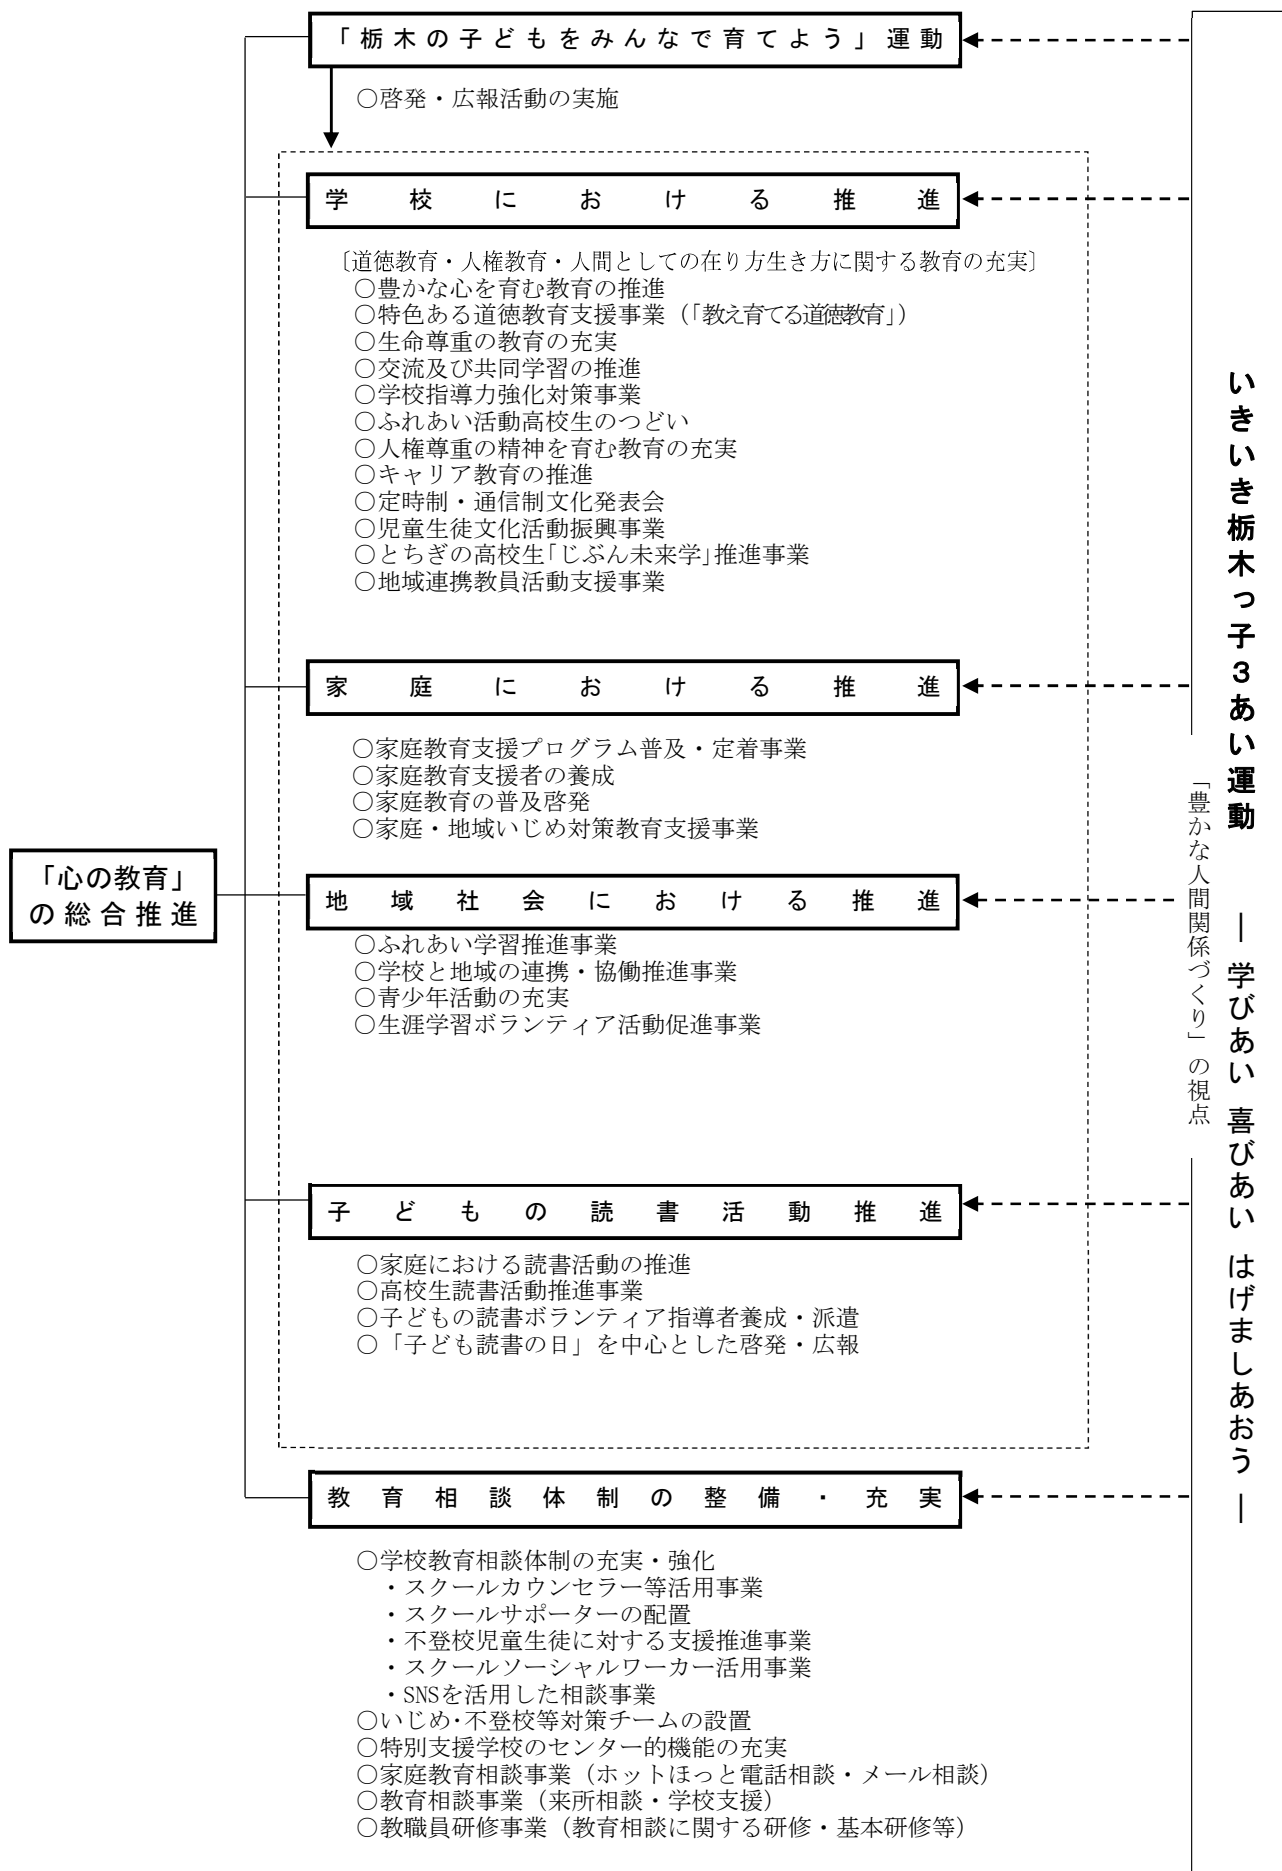 「栃木の子どもをみんなで育てよう」運動
○啓発・広報活動の実施
学校における推進
〔道徳教育・人権教育・人間としての在り方生き方に関する教育の充実〕
○豊かな心を育む教育の推進
○特色ある道徳教育支援事業(「教え育てる道徳教育」)
○生命尊重の教育の充実
○交流及び共同学習の推進
○学校指導力強化対策事業
○ふれあい活動高校生のつどい
○人権尊重の精神を育む教育の充実
○キャリア教育の推進
○定時制・通信制文化発表会
○児童生徒文化活動振興事業
○とちぎの高校生「じぶん未来学」推進事業
○地域連携教員活動支援事業
家庭における推進
○家庭教育支援プログラム普及・定着事業
○家庭教育支援者の養成
○家庭教育の普及啓発
○家庭・地域いじめ対策教育支援事業
「心の教育」
の総合推進
地域社会における推進
○ふれあい学習推進事業
○学校と地域の連携・協働推進事業
○青少年活動の充実
○生涯学習ボランティア活動促進事業
子どもの読書活動推進
○家庭における読書活動の推進
○高校生読書活動推進事業
○子どもの読書ボランティア指導者養成・派遣
○「子ども読書の日」を中心とした啓発・広報
教育相談体制の整備・充実
○学校教育相談体制の充実・強化
・スクールカウンセラー等活用事業
・スクールサポーターの配置
・不登校児童生徒に対する支援推進事業
・スクールソーシャルワーカー活用事業
・SNSを活用した相談事業
○いじめ・不登校等対策チームの設置
○特別支援学校のセンター的機能の充実
○家庭教育相談事業(ホットほっと電話相談・メール相談)
○教育相談事業(来所相談・学校支援)
○教職員研修事業(教育相談に関する研修・基本研修等)
いきいき栃木っ子3あい運動 ― 学びあい 喜びあい はげましあおう ―
「豊かな人間関係づくり」の視点